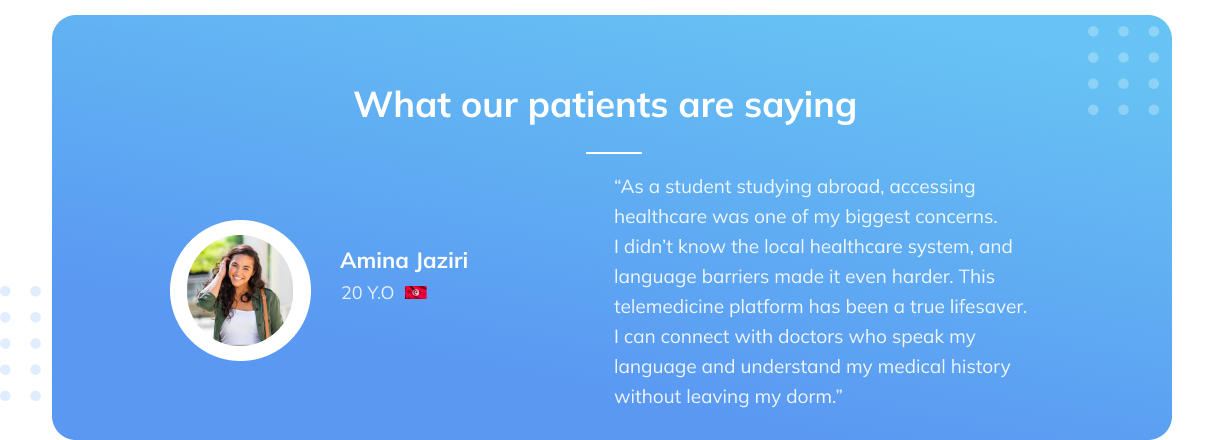 What our patients are saying
Amina Jaziri
20 Y.O
“As a student studying abroad, accessing
healthcare was one of my biggest concerns.
I didn’t know the local healthcare system, and
language barriers made it even harder. This
telemedicine platform has been a true lifesaver.
I can connect with doctors who speak my
language and understand my medical history
without leaving my dorm.”